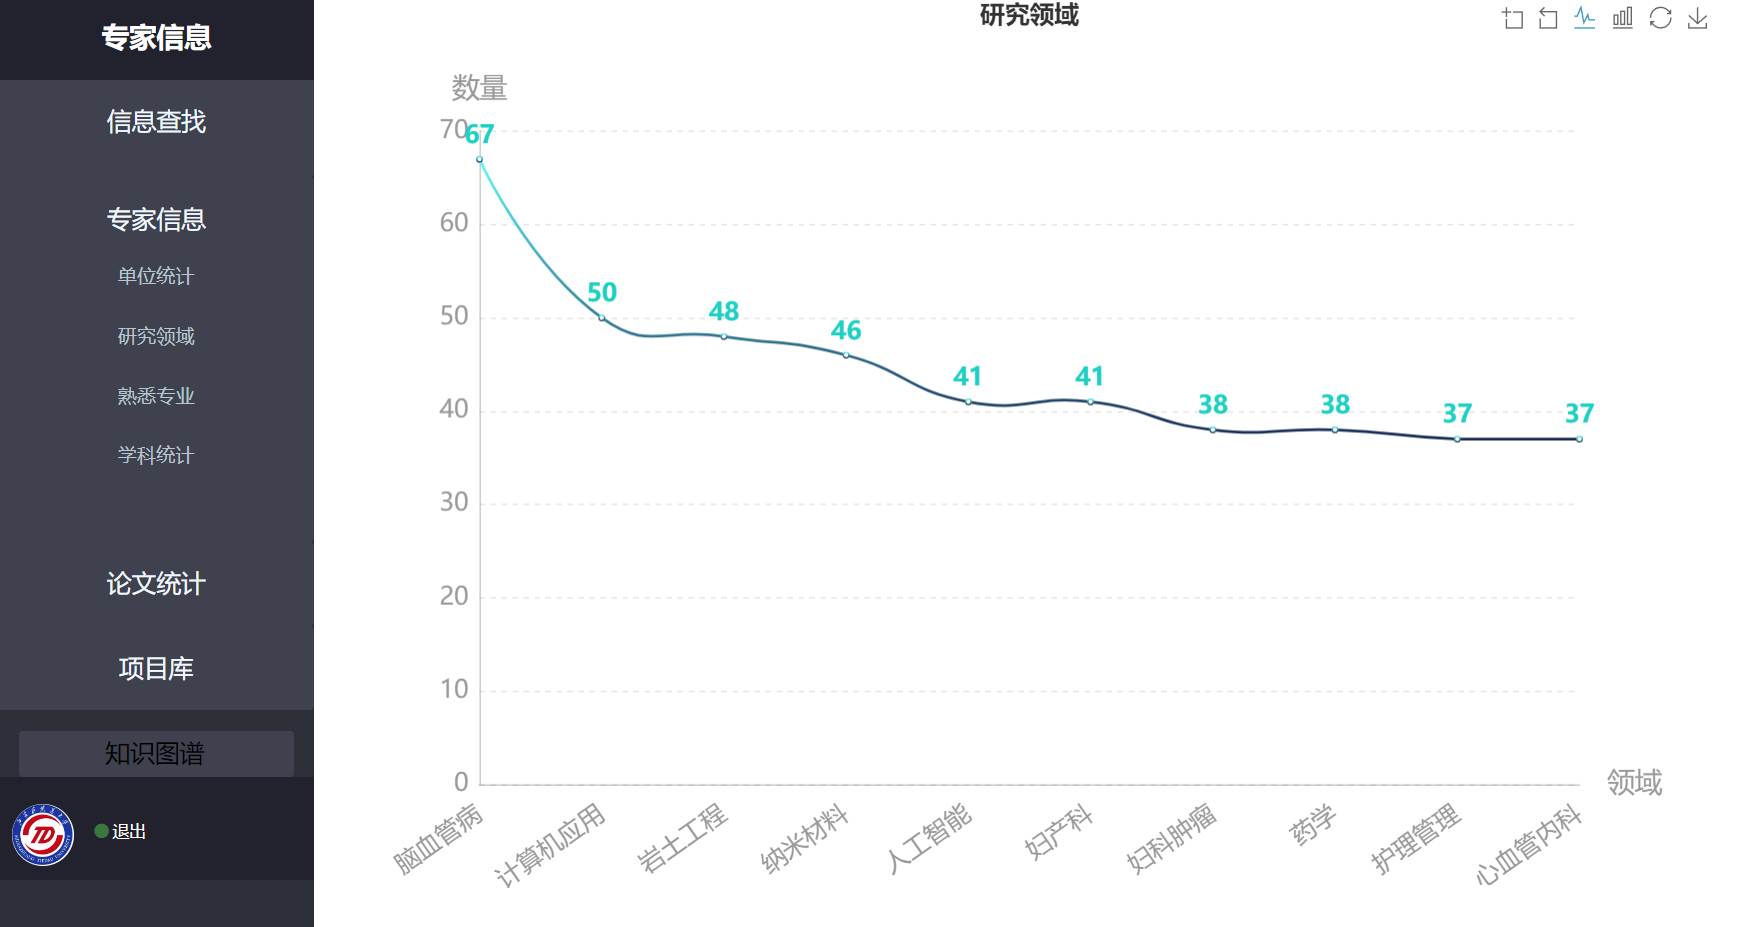 专家信息
信息查找
专家信息
单位统计
研究领域
熟悉专业
学科统计
论文统计
项目库
知识图谱
退出
研究领域
数量
70
60
50
40
30
20
10
0
67
50
48
46
41
41
38
38
37
37
领域
脑血管病
计算机应用
岩土工程
纳米材料
人工智能
妇产科
妇科肿瘤
药学
护理管理
心血管内科